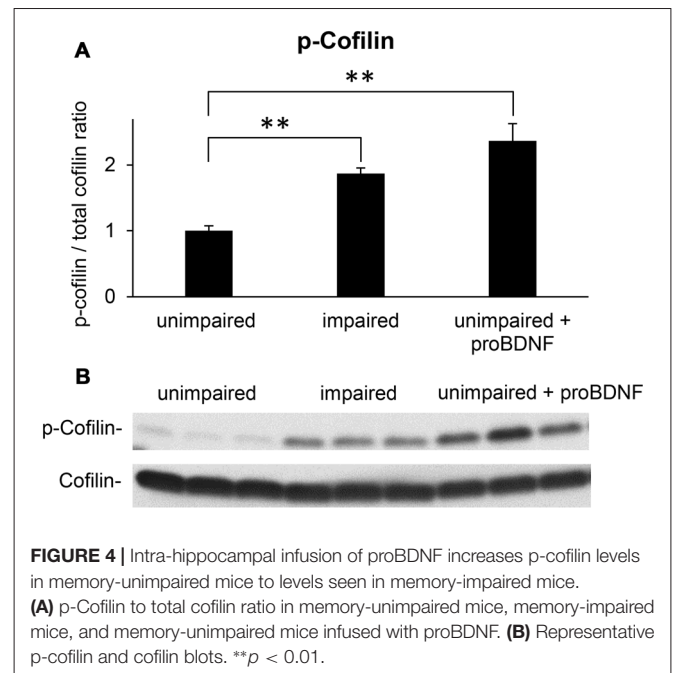 A
p-Cofilin
**
**
p-cofilin / total cofilin ratio
2
1
0
unimpaired
impaired
unimpaired +
proBDNF
B
unimpaired
impaired
unimpaired + proBDNF
p-Cofilin-
Cofilin-
FIGURE 4 | Intra-hippocampal infusion of proBDNF increases p-cofilin levels
in memory-unimpaired mice to levels seen in memory-impaired mice.
(A) p-Cofilin to total cofilin ratio in memory-unimpaired mice, memory-impaired
mice, and memory-unimpaired mice infused with proBDNF. (B) Representative
p-cofilin and cofilin blots. **p < 0.01.